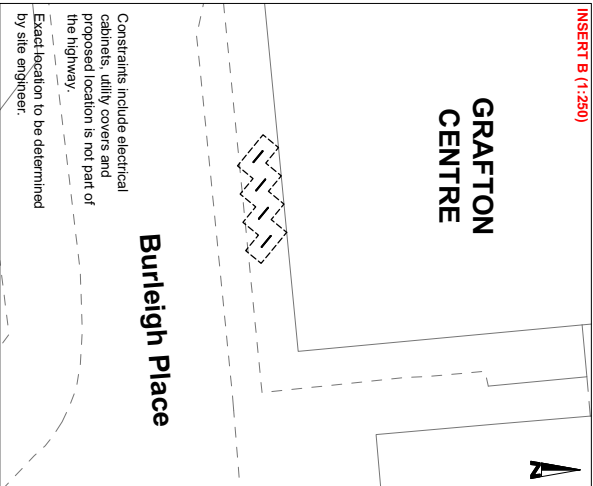 INSERT B (1:250)
GRAFTON
CENTRE
Burleigh Place
Constraints include electrical
cabinets, utility covers and
proposed location is not part of
the highway.
Exact location to be determined
by site engineer.
N